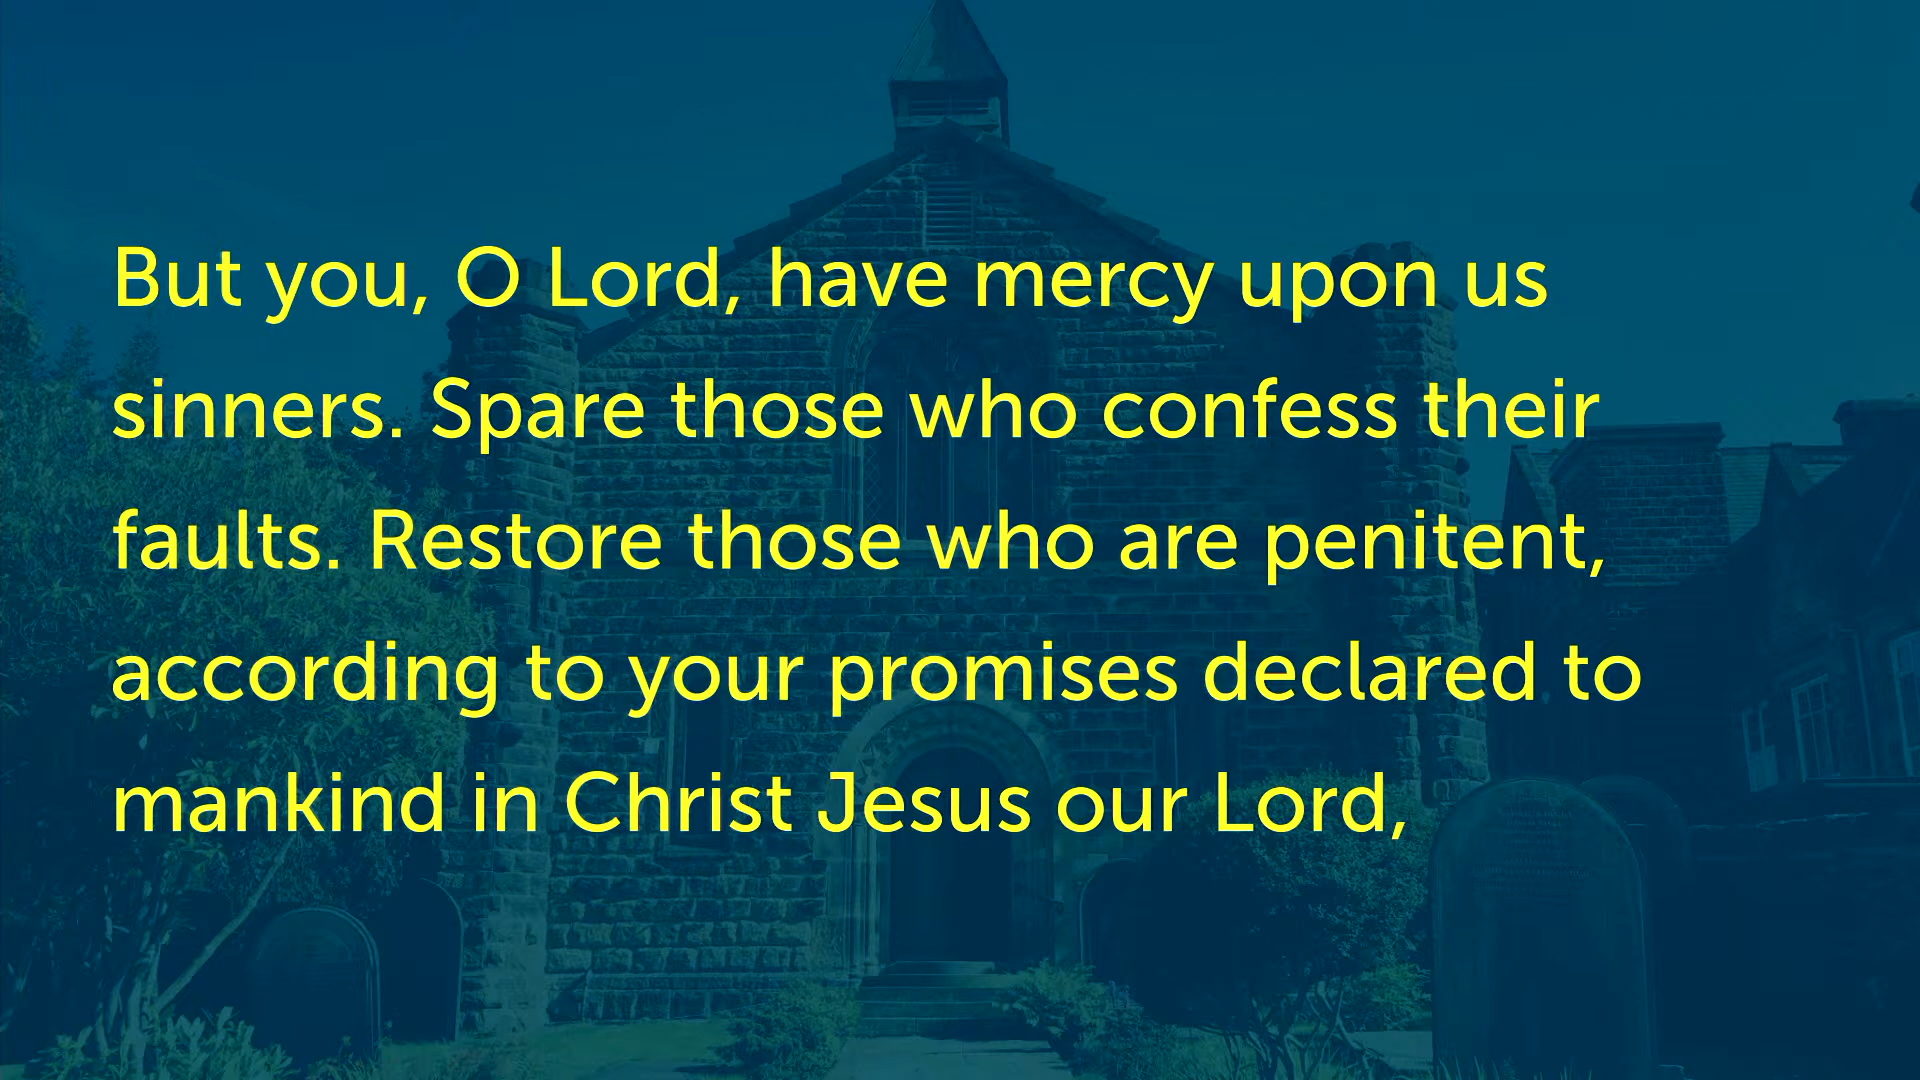 But you, O Lord, have mercy upon us
sinners. Spare those who confess their
faults. Restore those who are penitent,
according to your promises declared to
mankind in Christ Jesus our Lord,